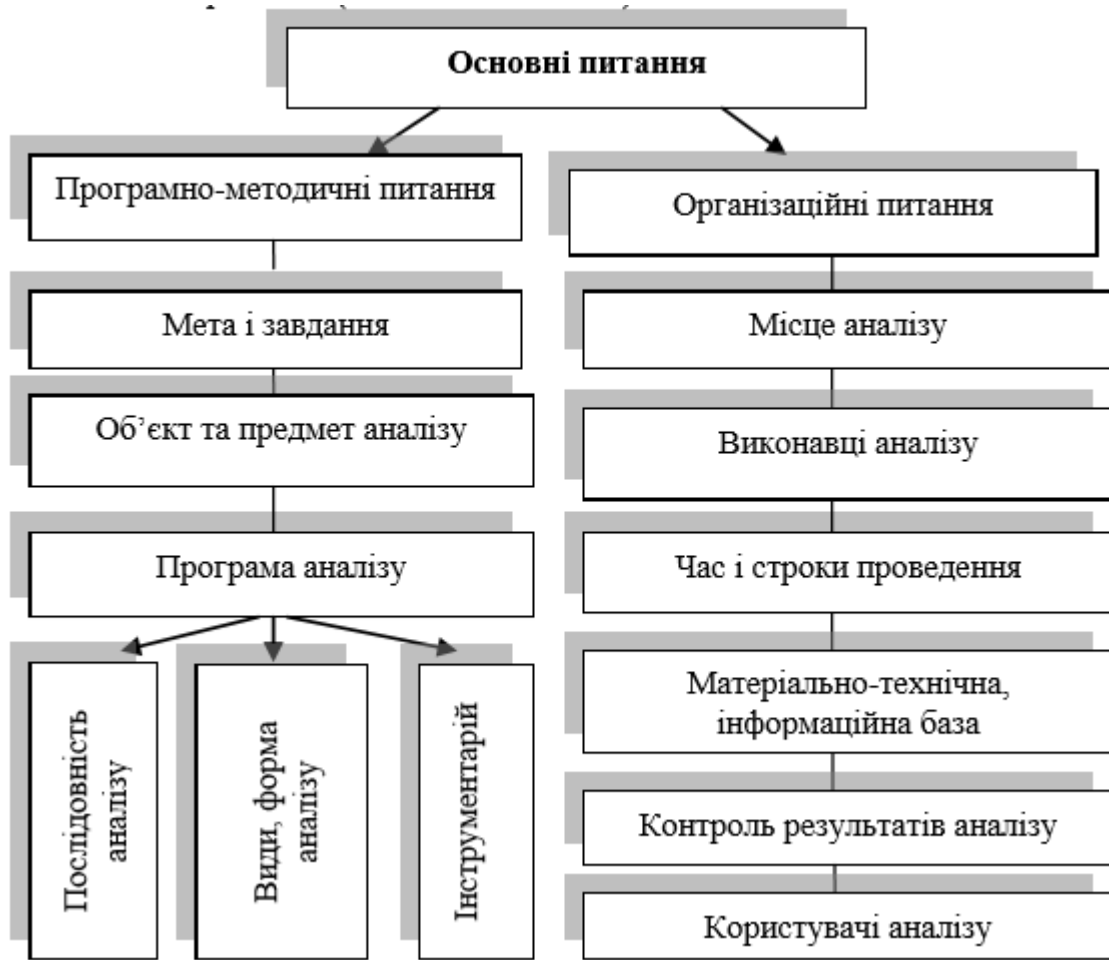 Основні питання
Програмно-методичні питання
Мета і завдання
Об’єкт та предмет аналізу
Програма аналізу
Послідовність
аналізу
Види, форма
аналізу
Інструментарій
Організаційні питання
Місце аналізу
Виконавці аналізу
Час і строки проведення
Матеріально-технічна,
інформаційна база
Контроль результатів аналізу
Користувачі аналізу